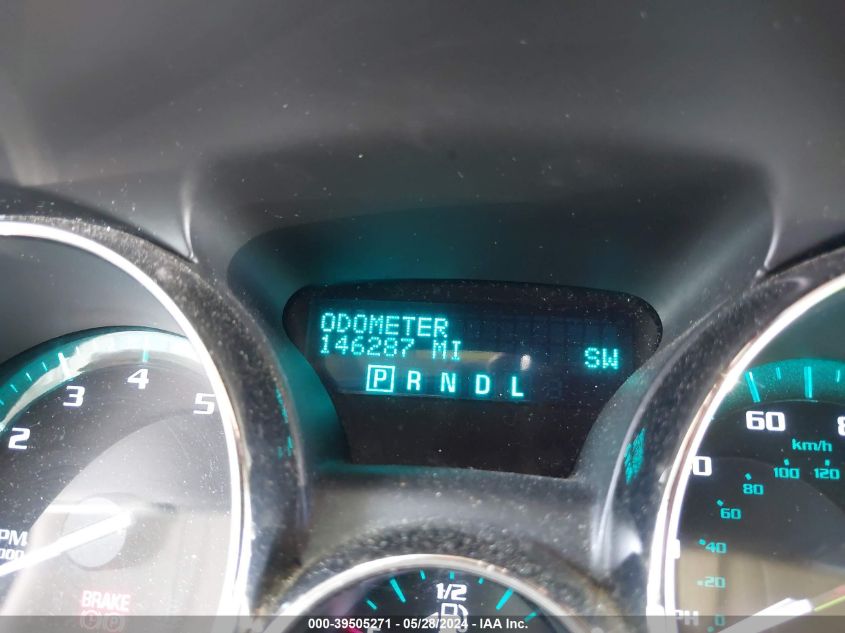 ODOMETER
146287 MI
SW
P R N D L
2 3 4 5
BRAKE
P
1/2
60
km/h
20 40 60 80 100 120
000-39505271 - 05/28/2024 - IAA Inc.